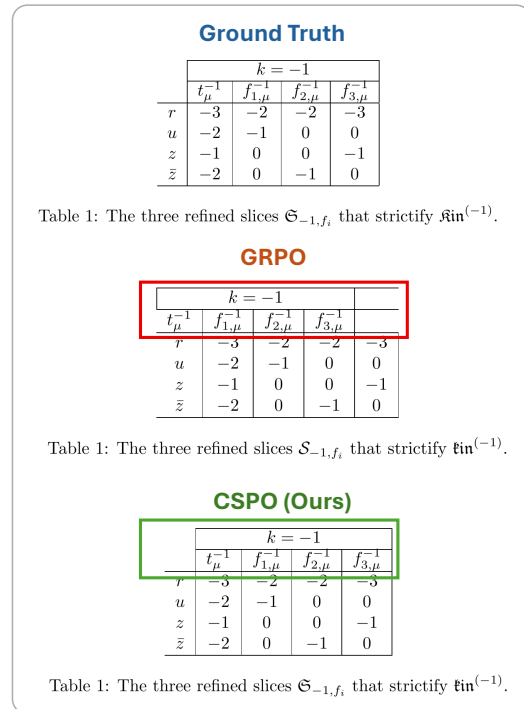 Ground Truth
k = −1
t_μ^{−1} f_{1,μ}^{−1} f_{2,μ}^{−1} f_{3,μ}^{−1}
r −3 −2 −2 −3
u −2 −1 0 0
z −1 0 0 −1
z̄ −2 0 −1 0
Table 1: The three refined slices 𝔖_{−1,f_i} that strictify 𝔎𝔦𝔫^{(−1)}.
GRPO
k = −1
t_μ^{−1} f_{1,μ}^{−1} f_{2,μ}^{−1} f_{3,μ}^{−1}
r −3 −2 −2 −3
u −2 −1 0 0
z −1 0 0 −1
z̄ −2 0 −1 0
Table 1: The three refined slices 𝒮_{−1,f_i} that strictify 𝔨𝔦𝔫^{(−1)}.
CSPO (Ours)
k = −1
t_μ^{−1} f_{1,μ}^{−1} f_{2,μ}^{−1} f_{3,μ}^{−1}
r −3 −2 −2 −3
u −2 −1 0 0
z −1 0 0 −1
z̄ −2 0 −1 0
Table 1: The three refined slices 𝔖_{−1,f_i} that strictify 𝔨𝔦𝔫^{(−1)}.